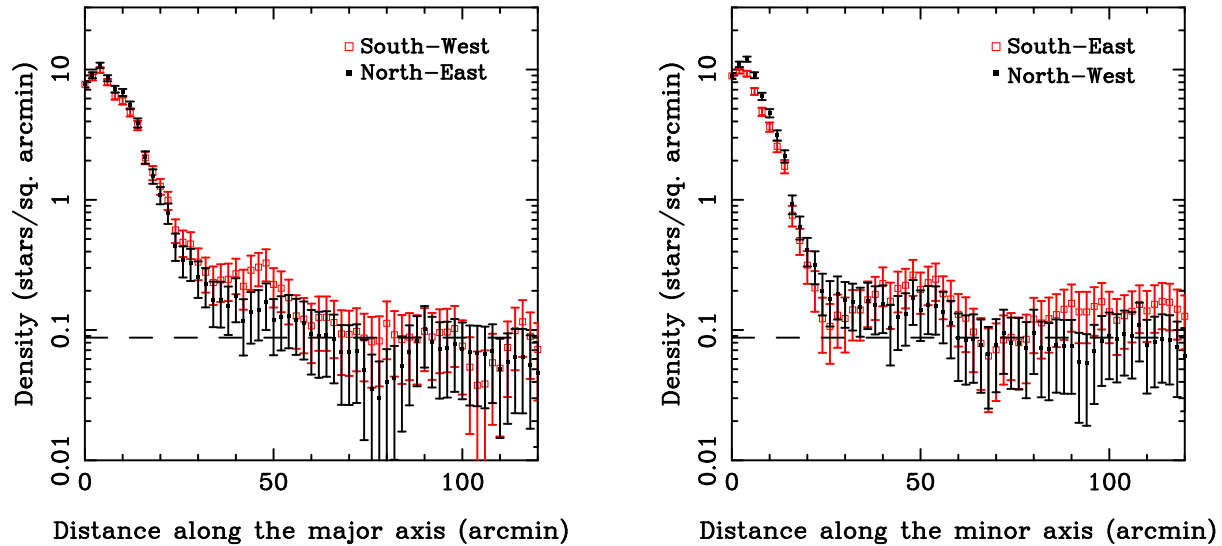 South-West
North-East
10
1
0.1
0.01
0
50
100
Density (stars/sq. arcmin)
Distance along the major axis (arcmin)
South-East
North-West
10
1
0.1
0.01
0
50
100
Density (stars/sq. arcmin)
Distance along the minor axis (arcmin)